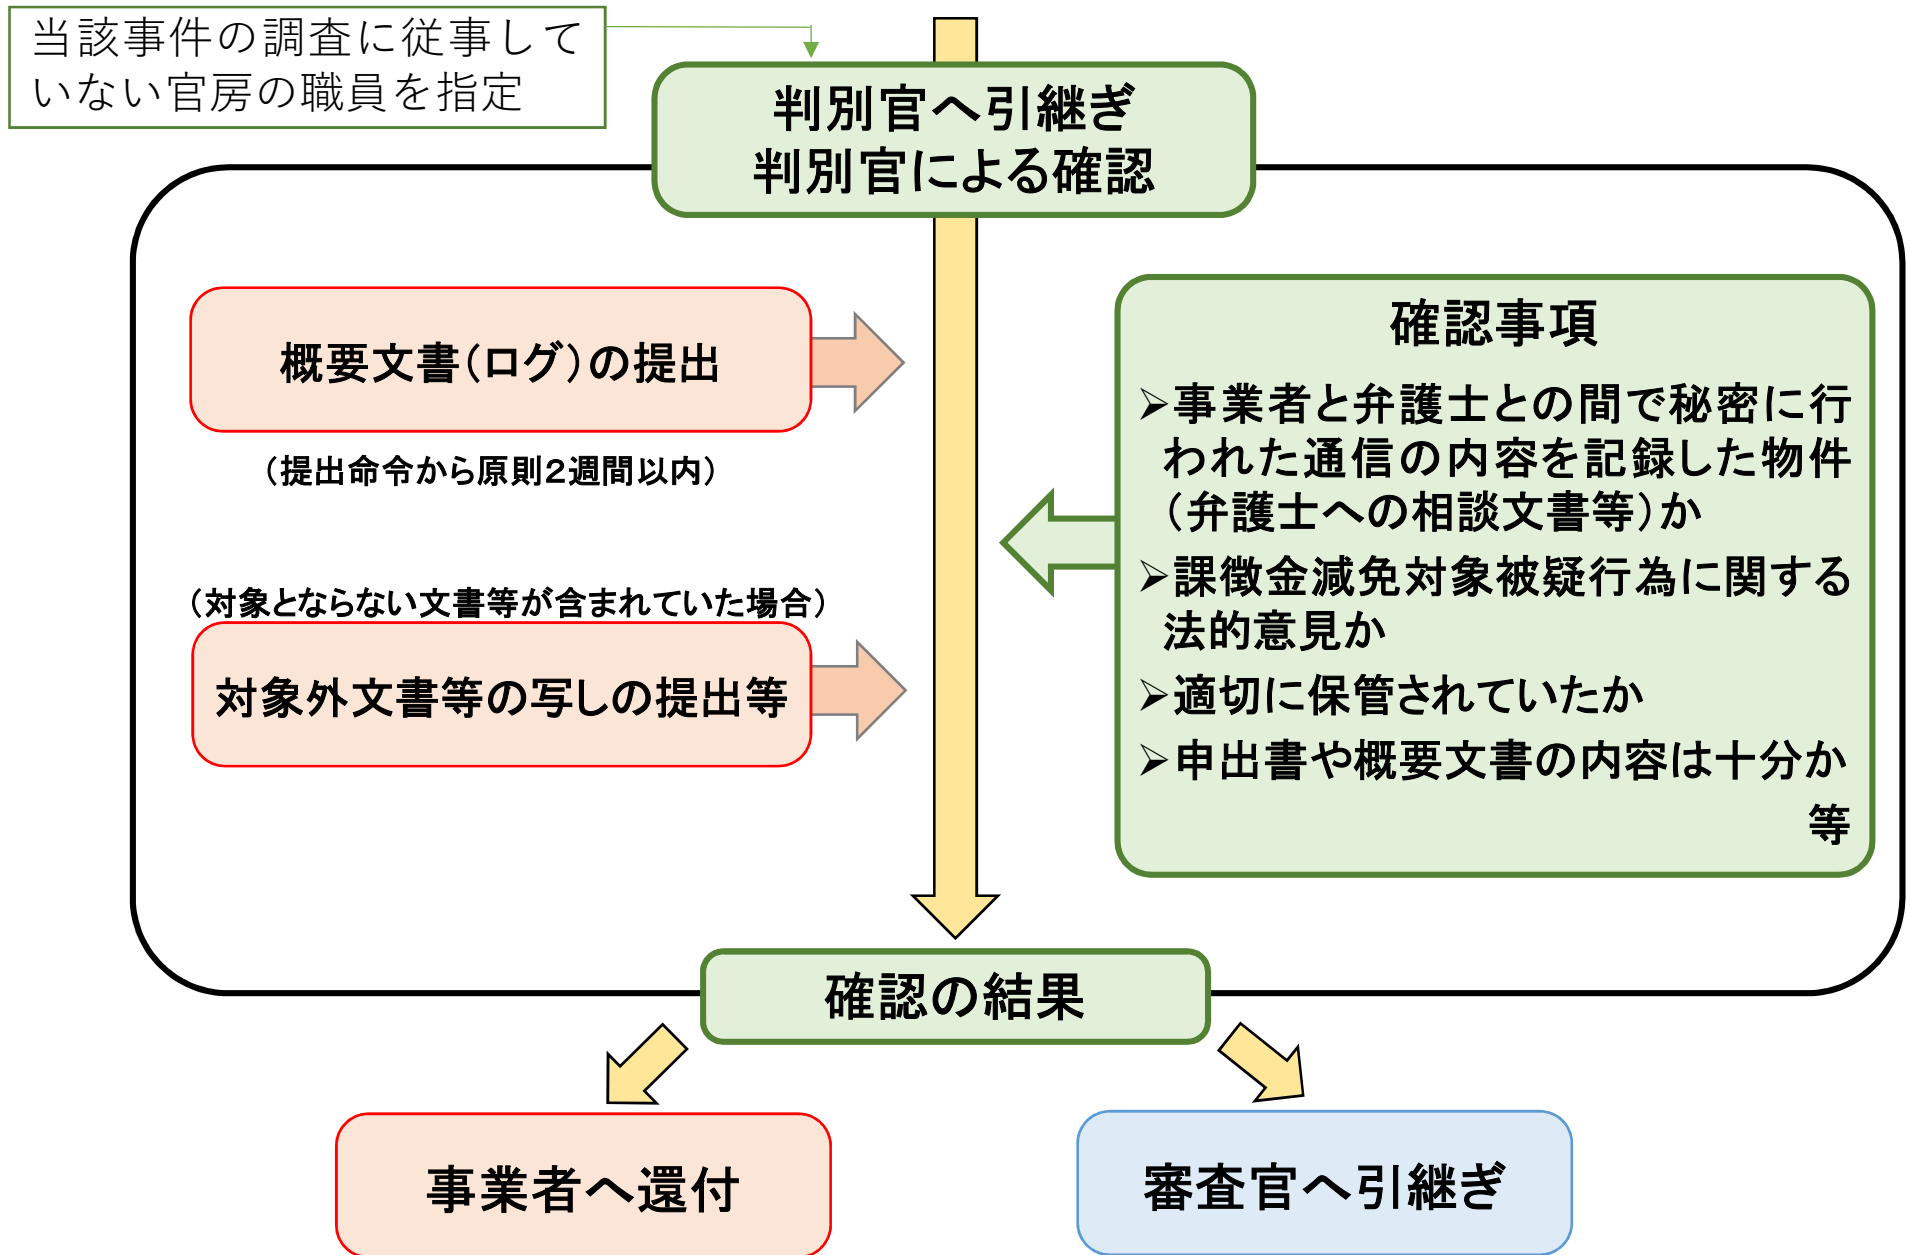 当該事件の調査に従事して
いない官房の職員を指定
判別官へ引継ぎ
判別官による確認
概要文書(ログ)の提出
(提出命令から原則2週間以内)
(対象とならない文書等が含まれていた場合)
対象外文書等の写しの提出等
確認事項
➢事業者と弁護士との間で秘密に行
われた通信の内容を記録した物件
(弁護士への相談文書等)か
➢課徴金減免対象被疑行為に関する
法的意見か
➢適切に保管されていたか
➢申出書や概要文書の内容は十分か
等
確認の結果
事業者へ還付
審査官へ引継ぎ